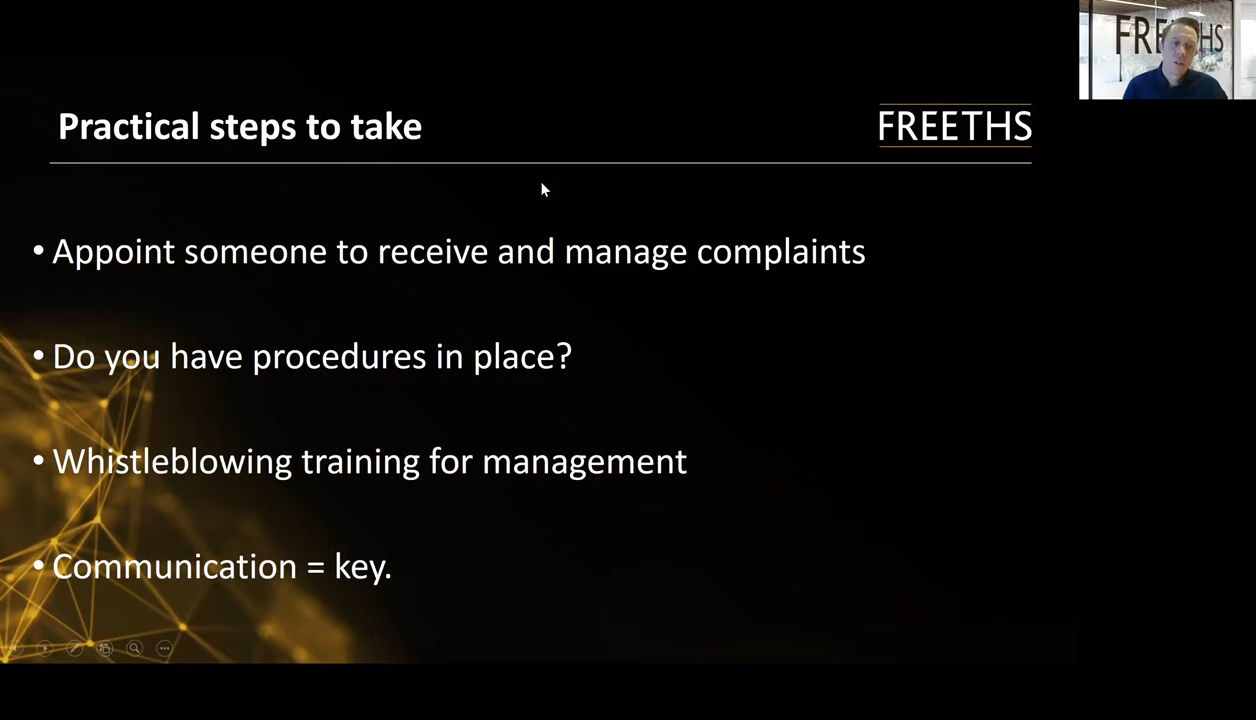 Practical steps to take
FREETHS
• Appoint someone to receive and manage complaints
• Do you have procedures in place?
• Whistleblowing training for management
• Communication = key.